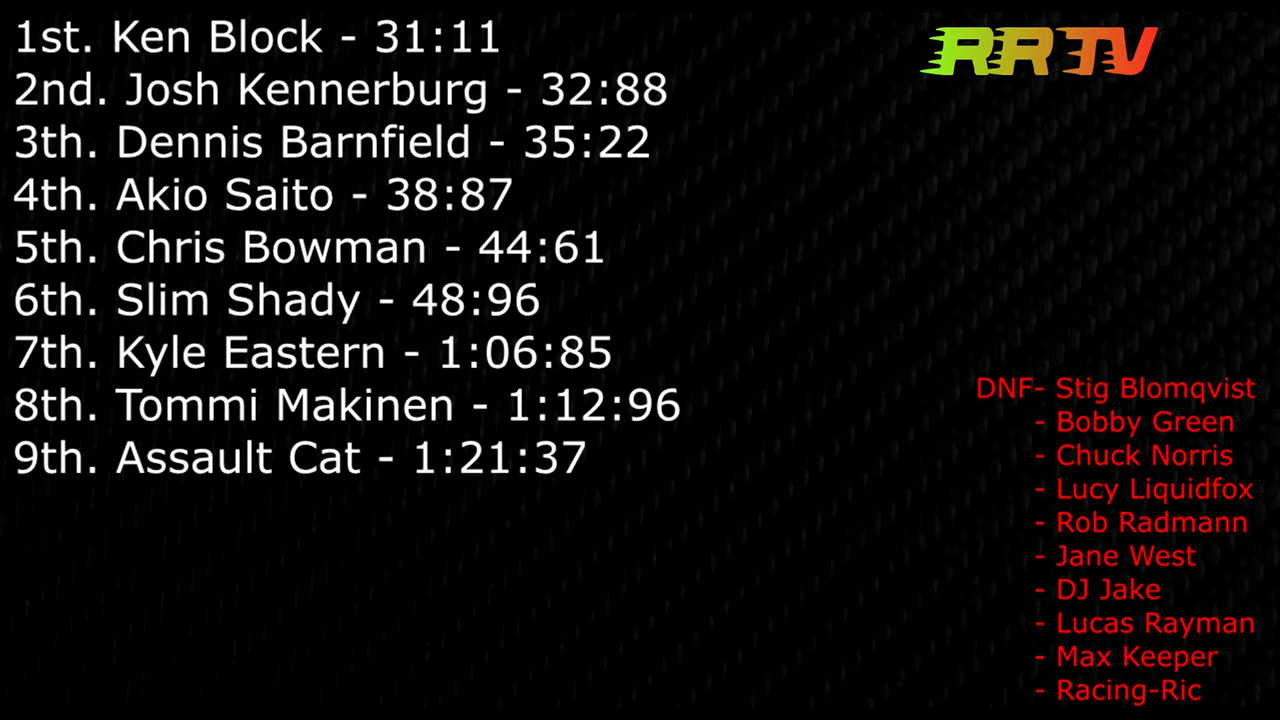 1st. Ken Block - 31:11
RR TV
2nd. Josh Kennerburg - 32:88
3th. Dennis Barnfield - 35:22
4th. Akio Saito - 38:87
5th. Chris Bowman - 44:61
6th. Slim Shady - 48:96
7th. Kyle Eastern - 1:06:85
8th. Tommi Makinen - 1:12:96
9th. Assault Cat - 1:21:37
DNF- Stig Blomqvist
- Bobby Green
- Chuck Norris
- Lucy Liquidfox
- Rob Radmann
- Jane West
- DJ Jake
- Lucas Rayman
- Max Keeper
- Racing-Ric